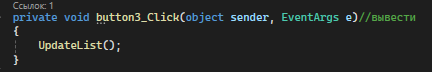 Ссылок: 1
private void button3_Click(object sender, EventArgs e)//вывести
{
UpdateList();
}